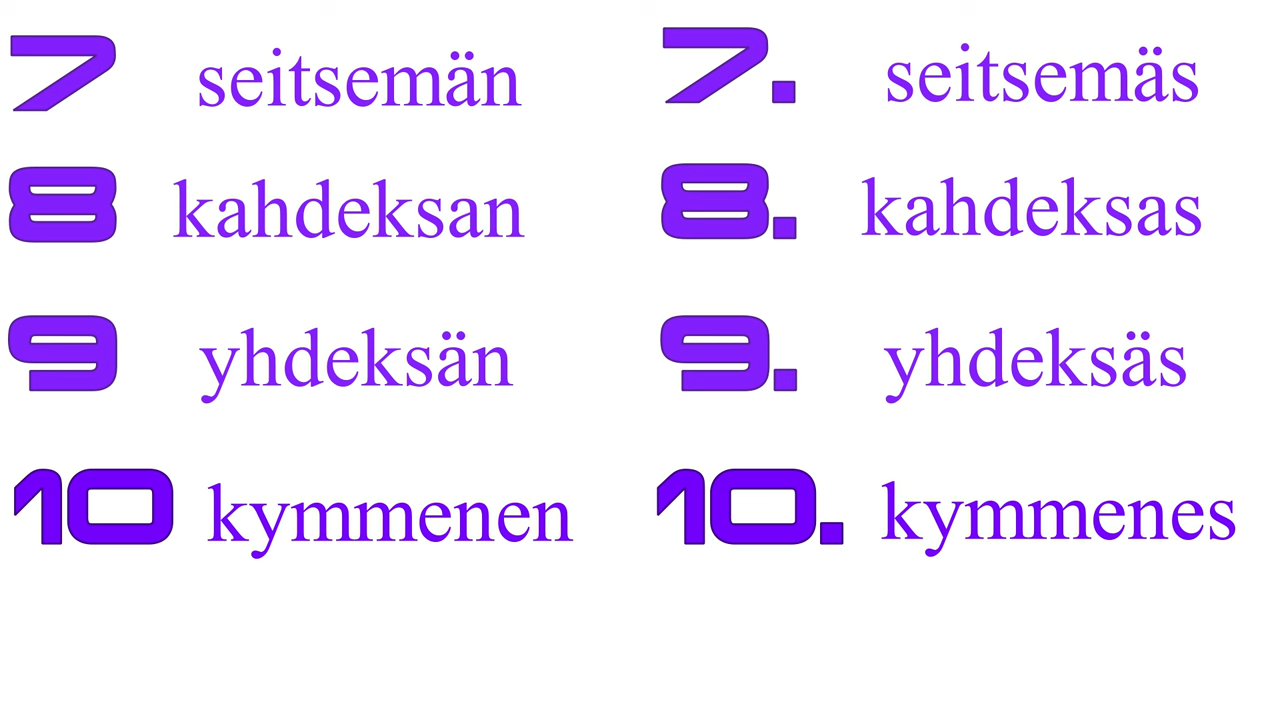 7 seitsemän 7. seitsemäs
8 kahdeksan 8. kahdeksas
9 yhdeksän 9. yhdeksäs
10 kymmenen 10. kymmenes